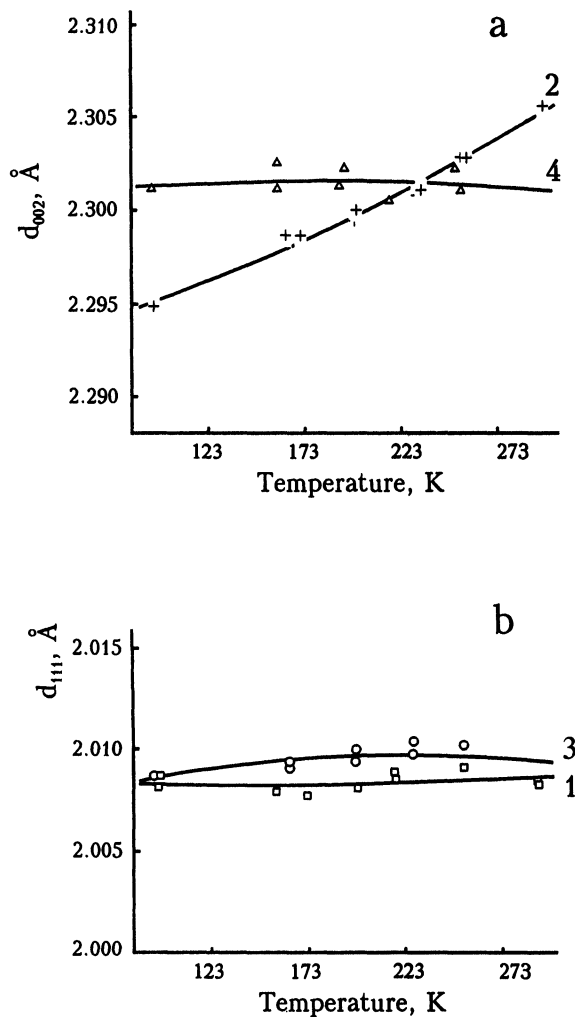 a
2.310
2.305
2.300
2.295
2.290
d002, Å
2
4
123 173 223 273
Temperature, K
b
2.015
2.010
2.005
2.000
d111, Å
3
1
123 173 223 273
Temperature, K